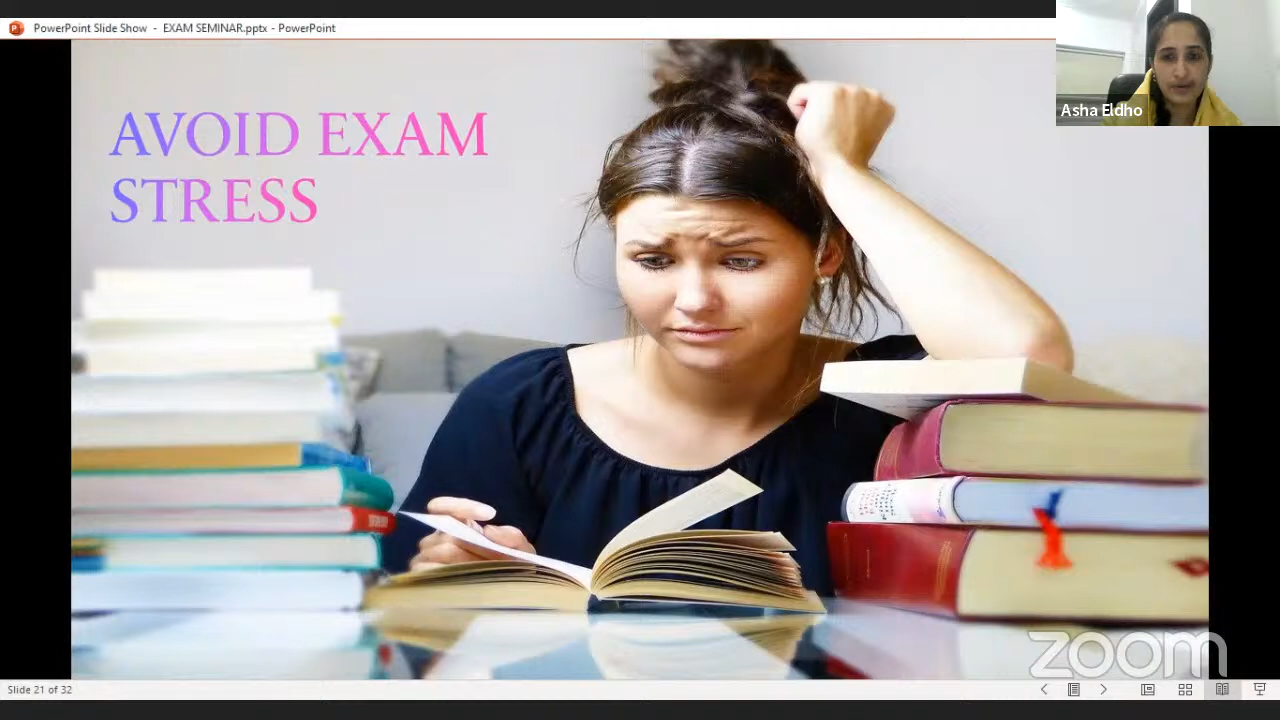 PowerPoint Slide Show - EXAM SEMINAR.pptx - PowerPoint
Asha Eldho
AVOID EXAM
STRESS
zoom
Slide 21 of 32